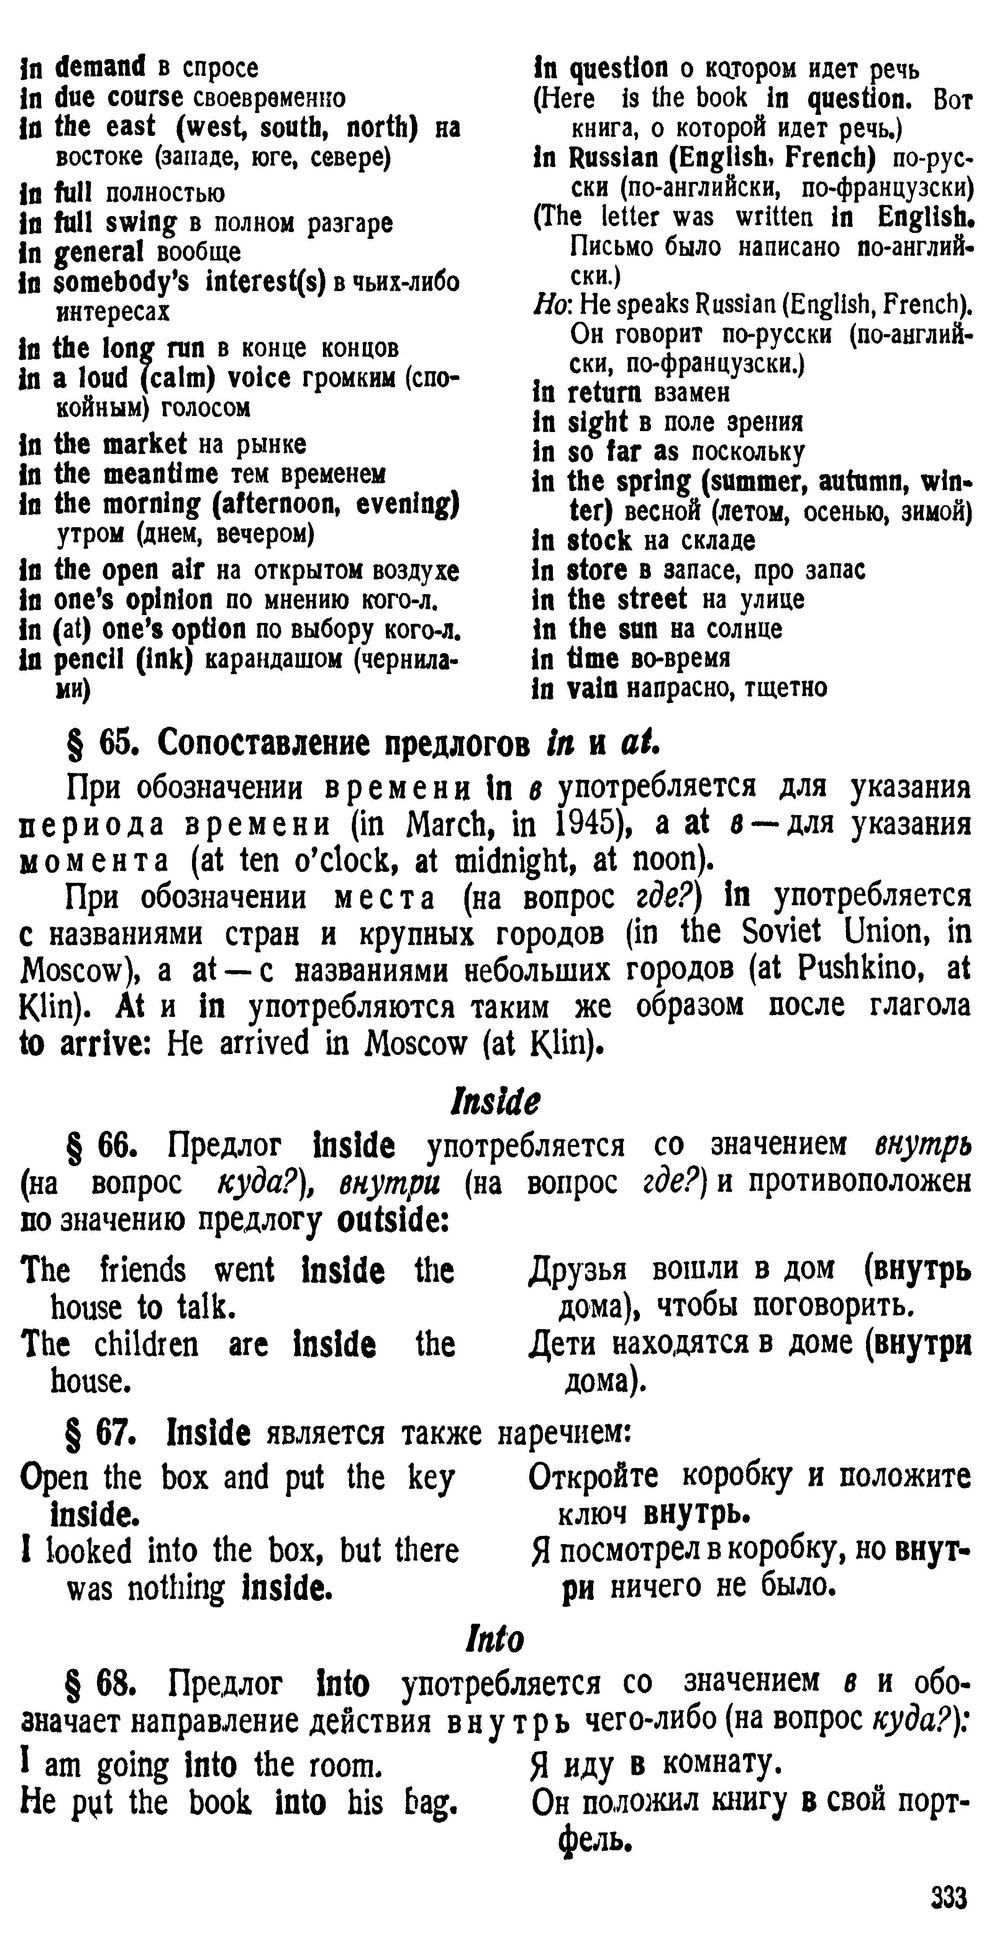 in demand в спросе
in due course своевременно
in the east (west, south, north) на
востоке (западе, юге, севере)
in full полностью
in full swing в полном разгаре
in general вообще
in somebody's interest(s) в чьих-либо
интересах
in the long run в конце концов
in a loud (calm) voice громким (спо-
койным) голосом
in the market на рынке
in the meantime тем временем
in the morning (afternoon, evening)
утром (днем, вечером)
in the open air на открытом воздухе
in one's opinion по мнению кого-л.
in (at) one's option по выбору кого-л.
in pencil (ink) карандашом (чернила-
ми)
in question о котором идет речь
(Here is the book in question. Вот
книга, о которой идет речь.)
in Russian (English, French) по-рус-
ски (по-английски, по-французски)
(The letter was written in English.
Письмо было написано по-англий-
ски.)
Но: He speaks Russian (English, French).
Он говорит по-русски (по-англий-
ски, по-французски.)
in return взамен
in sight в поле зрения
in so far as поскольку
in the spring (summer, autumn, win-
ter) весной (летом, осенью, зимой)
in stock на складе
in store в запасе, про запас
in the street на улице
in the sun на солнце
in time во-время
in vain напрасно, тщетно
§ 65. Сопоставление предлогов in и at.
При обозначении времени in в употребляется для указания
периода времени (in March, in 1945), а at в — для указания
момента (at ten o'clock, at midnight, at noon).
При обозначении места (на вопрос где?) in употребляется
с названиями стран и крупных городов (in the Soviet Union, in
Moscow), а at — с названиями небольших городов (at Pushkino, at
Klin). At и in употребляются таким же образом после глагола
to arrive: He arrived in Moscow (at Klin).
Inside
§ 66. Предлог inside употребляется со значением внутрь
(на вопрос куда?), внутри (на вопрос где?) и противоположен
по значению предлогу outside:
The friends went inside the
house to talk.
The children are inside the
house.
Друзья вошли в дом (внутрь
дома), чтобы поговорить.
Дети находятся в доме (внутри
дома).
§ 67. Inside является также наречием:
Open the box and put the key
inside.
I looked into the box, but there
was nothing inside.
Откройте коробку и положите
ключ внутрь.
Я посмотрел в коробку, но внут-
ри ничего не было.
Into
§ 68. Предлог into употребляется со значением в и обо-
значает направление действия внутрь чего-либо (на вопрос куда?):
I am going into the room.
He put the book into his bag.
Я иду в комнату.
Он положил книгу в свой порт-
фель.
333